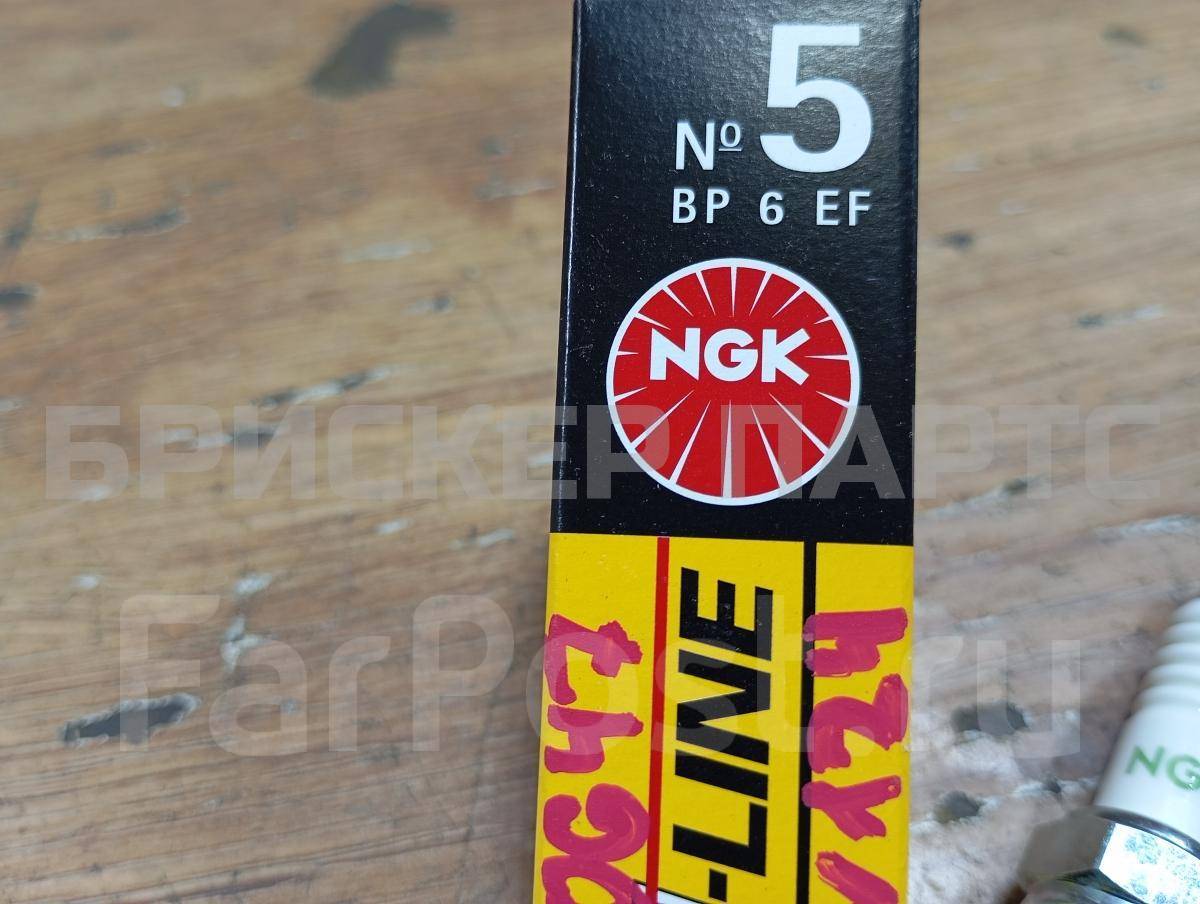 5
Nº
BP 6 EF
NGK
БРИСКЕР ПАРТС
FarPost.ru
-LINE
NG